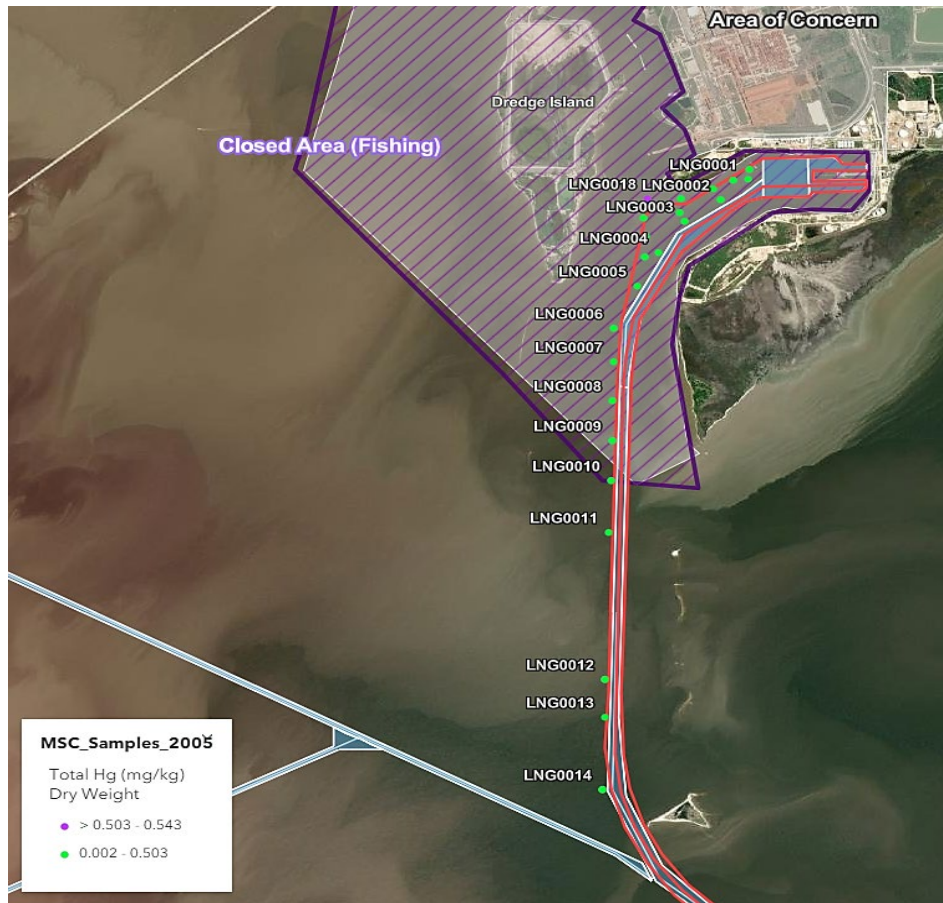 Area of Concern
Dredge Island
Closed Area (Fishing)
LNG0001
LNG0018 LNG0002
LNG0003
LNG0004
LNG0005
LNG0006
LNG0007
LNG0008
LNG0009
LNG0010
LNG0011
LNG0012
LNG0013
LNG0014
MSC_Samples_2005
Total Hg (mg/kg)
Dry Weight
> 0.503 - 0.543
0.002 - 0.503